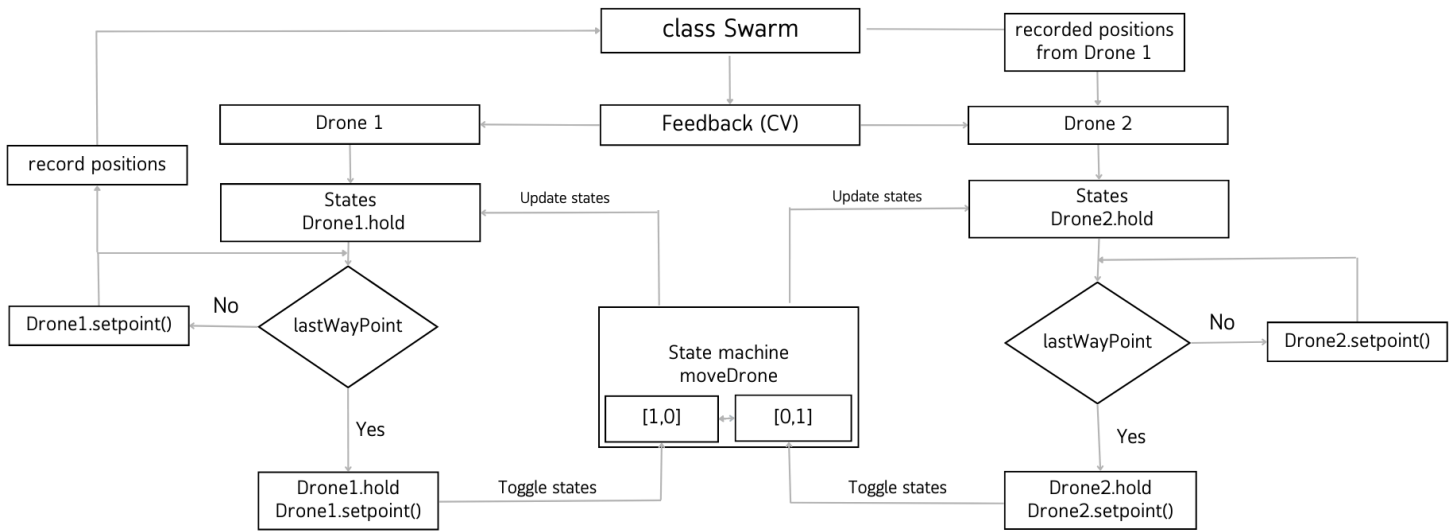 class Swarm
recorded positions
from Drone 1
Drone 1
Feedback (CV)
Drone 2
record positions
States
Drone1.hold
Update states
Update states
States
Drone2.hold
Drone1.setpoint()
No
lastWayPoint
State machine
moveDrone
[1,0]
[0,1]
lastWayPoint
No
Drone2.setpoint()
Yes
Yes
Drone1.hold
Drone1.setpoint()
Toggle states
Toggle states
Drone2.hold
Drone2.setpoint()